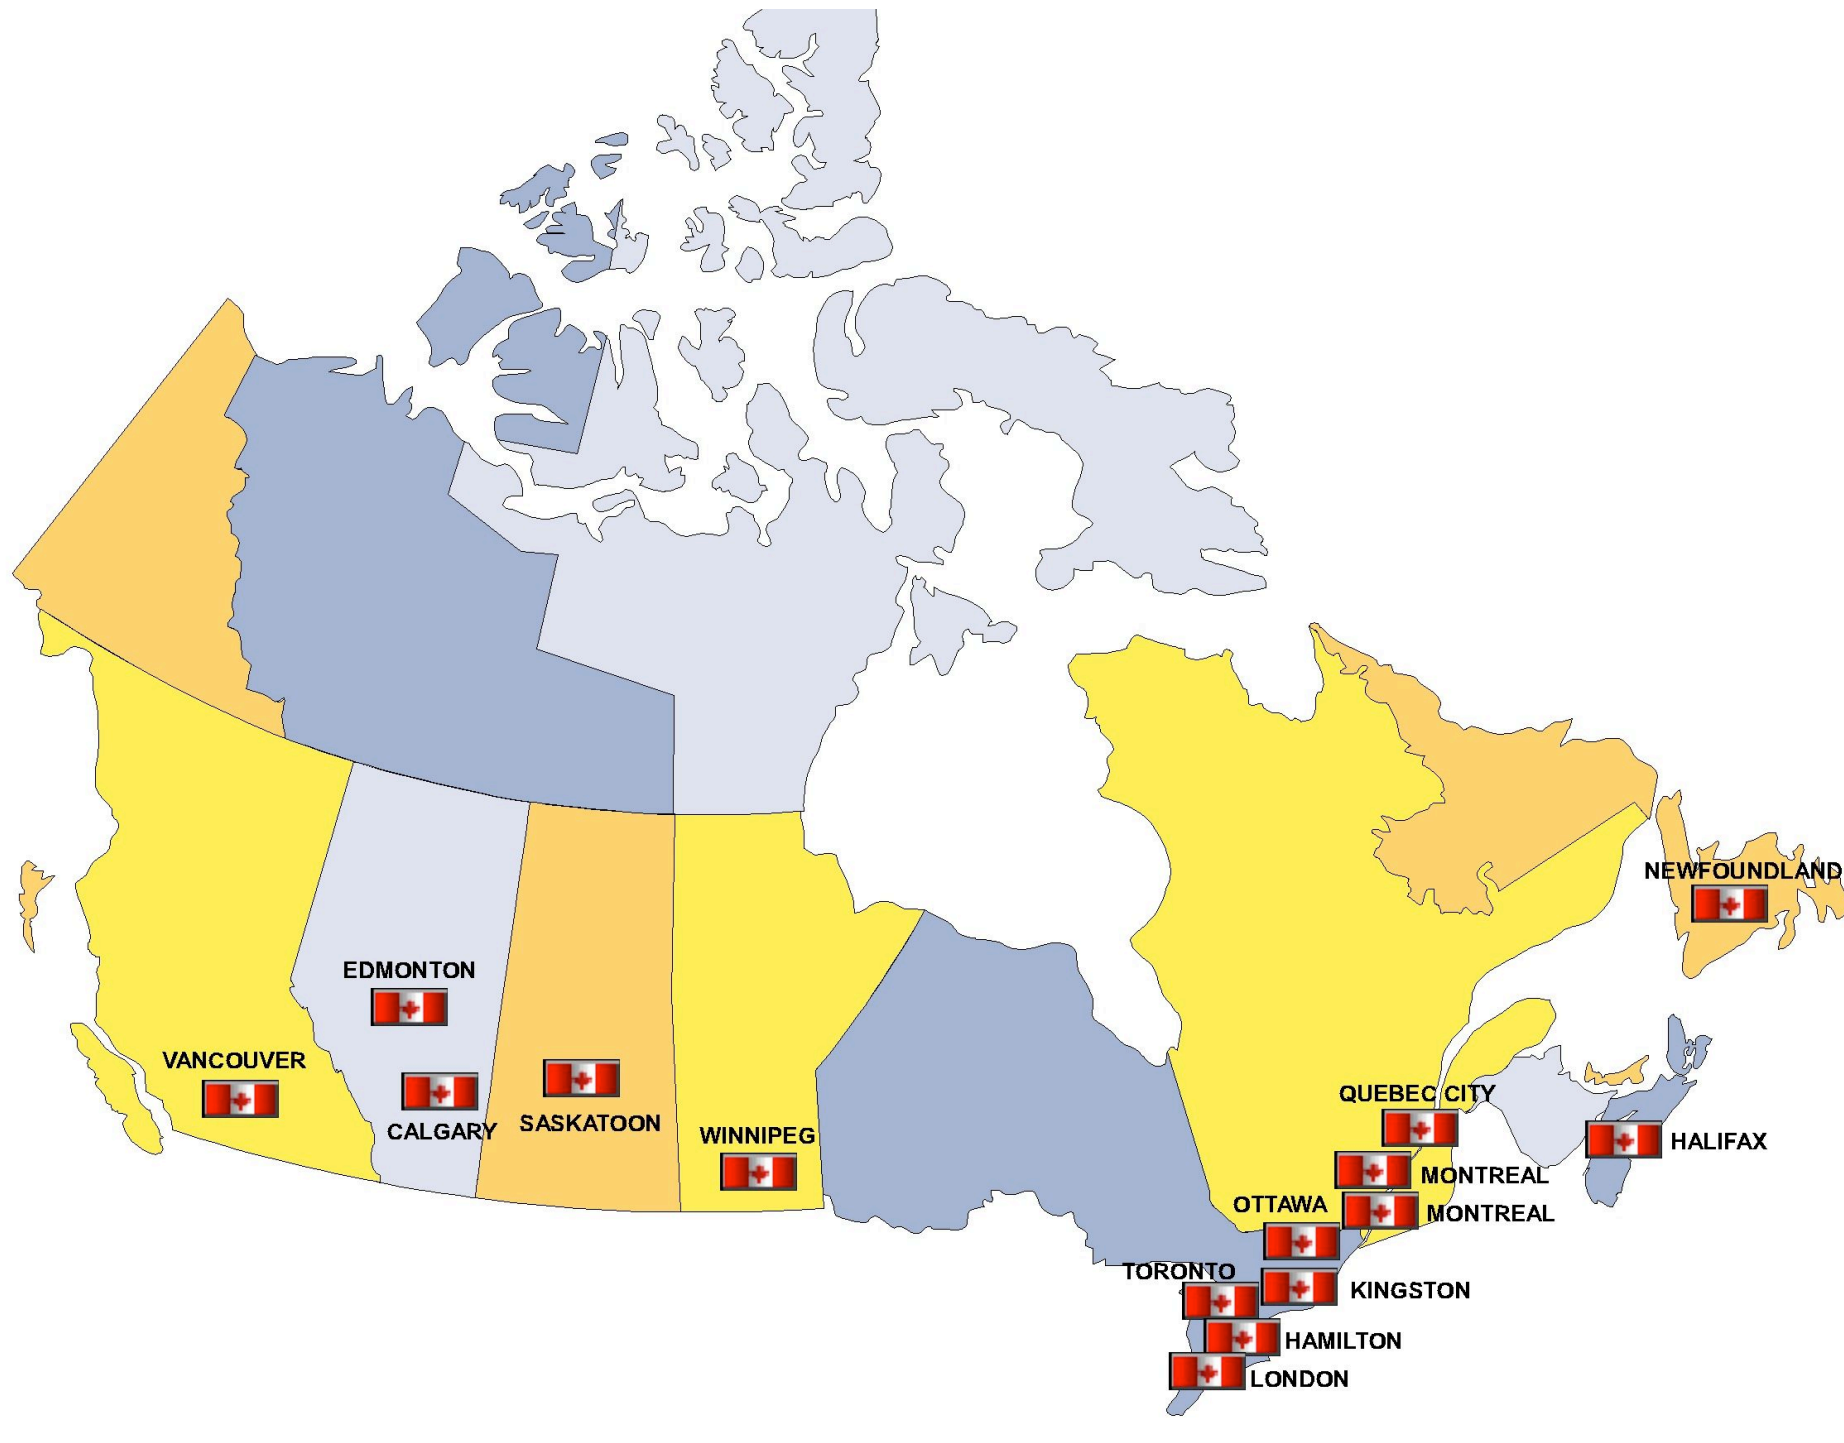 NEWFOUNDLAND
EDMONTON
VANCOUVER
CALGARY
SASKATOON
WINNIPEG
QUEBEC CITY
HALIFAX
MONTREAL
OTTAWA
MONTREAL
TORONTO
KINGSTON
HAMILTON
LONDON